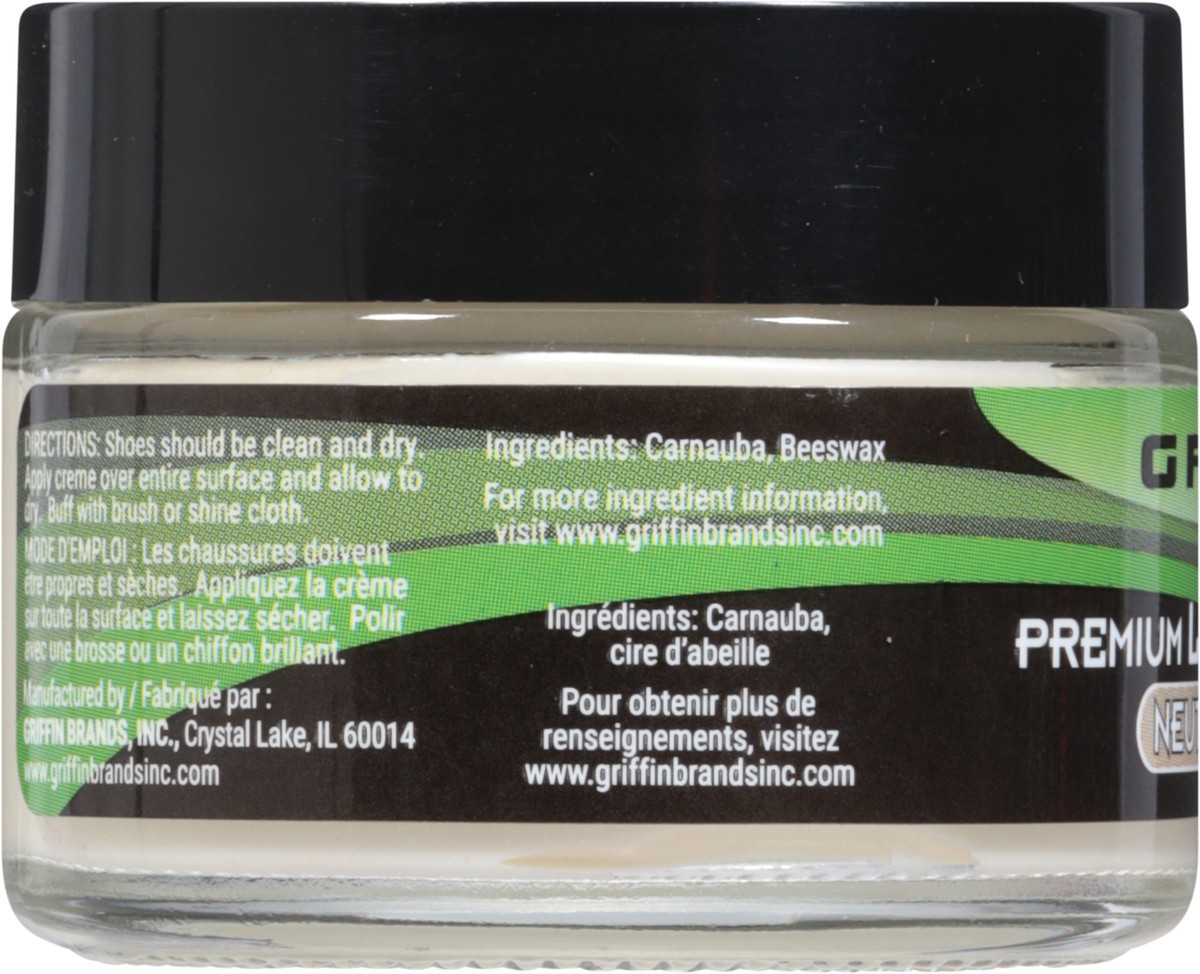 DIRECTIONS: Shoes should be clean and dry.
Apply creme over entire surface and allow to
dry. Buff with brush or shine cloth.
MODE D'EMPLOI : Les chaussures doivent
être propres et sèches. Appliquez la crème
sur toute la surface et laissez sécher. Polir
avec une brosse ou un chiffon brillant.
Manufactured by / Fabriqué par :
GRIFFIN BRANDS, INC., Crystal Lake, IL 60014
www.griffinbrandsinc.com
Ingredients: Carnauba, Beeswax
For more ingredient information,
visit www.griffinbrandsinc.com
Ingrédients: Carnauba,
cire d'abeille
Pour obtenir plus de
renseignements, visitez
www.griffinbrandsinc.com
PREMIUM